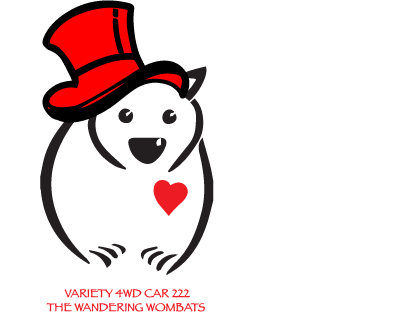 VARIETY 4WD CAR 222
THE WANDERING WOMBATS